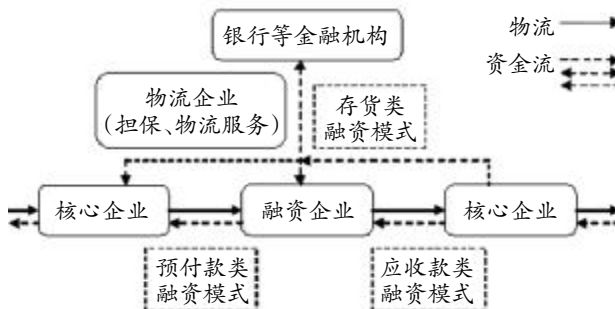 银行等金融机构
物流
资金流
物流企业
(担保、物流服务)
存货类
融资模式
核心企业
融资企业
核心企业
预付款类
融资模式
应收款类
融资模式